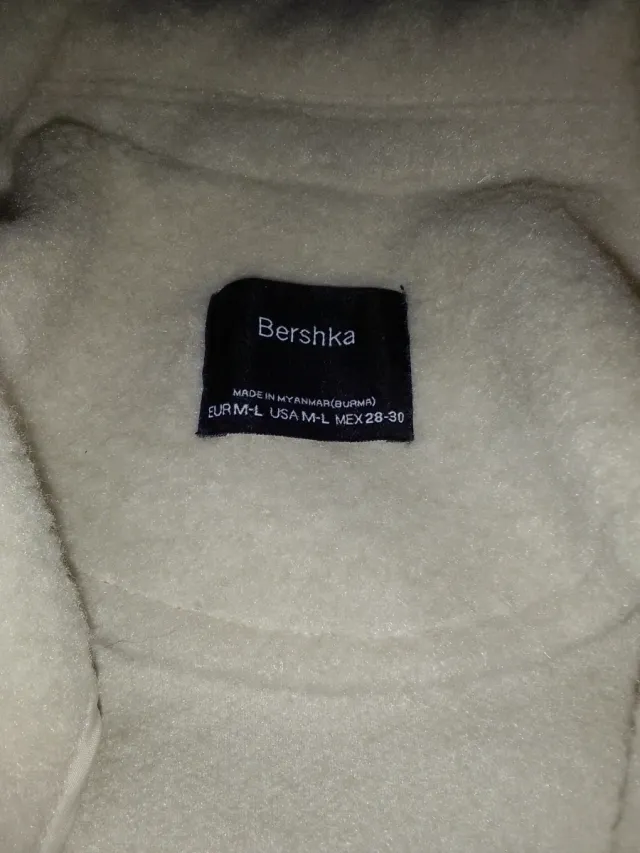 Bershka
MADE IN MYANMAR(BURMA)
EUR M-L USA M-L MEX 28-30